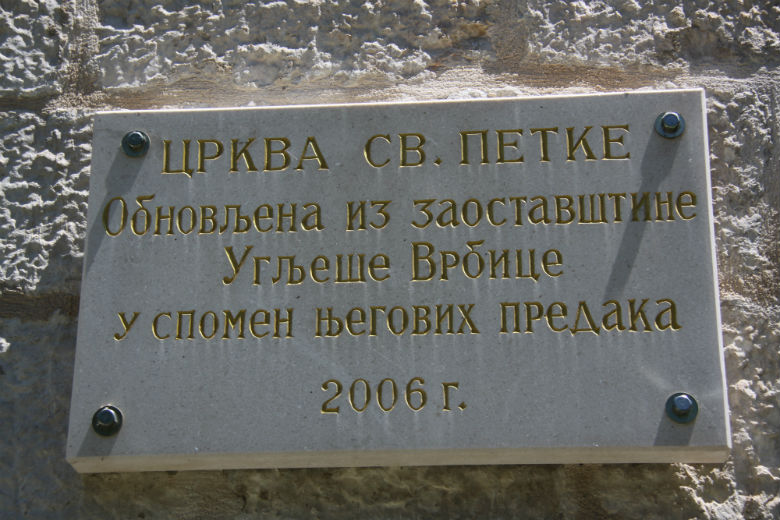 ЦРКВА СВ. ПЕТКЕ
Обновљена из заоставштине
Угљеше Врбице
у спомен његових предака
2006 г.